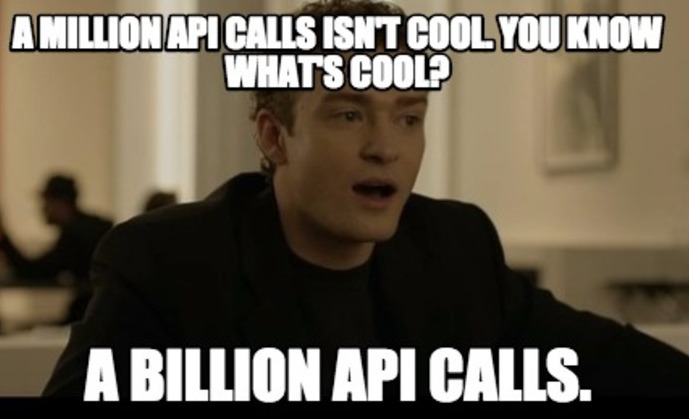 A MILLION API CALLS ISN'T COOL. YOU KNOW
WHAT'S COOL?
A BILLION API CALLS.